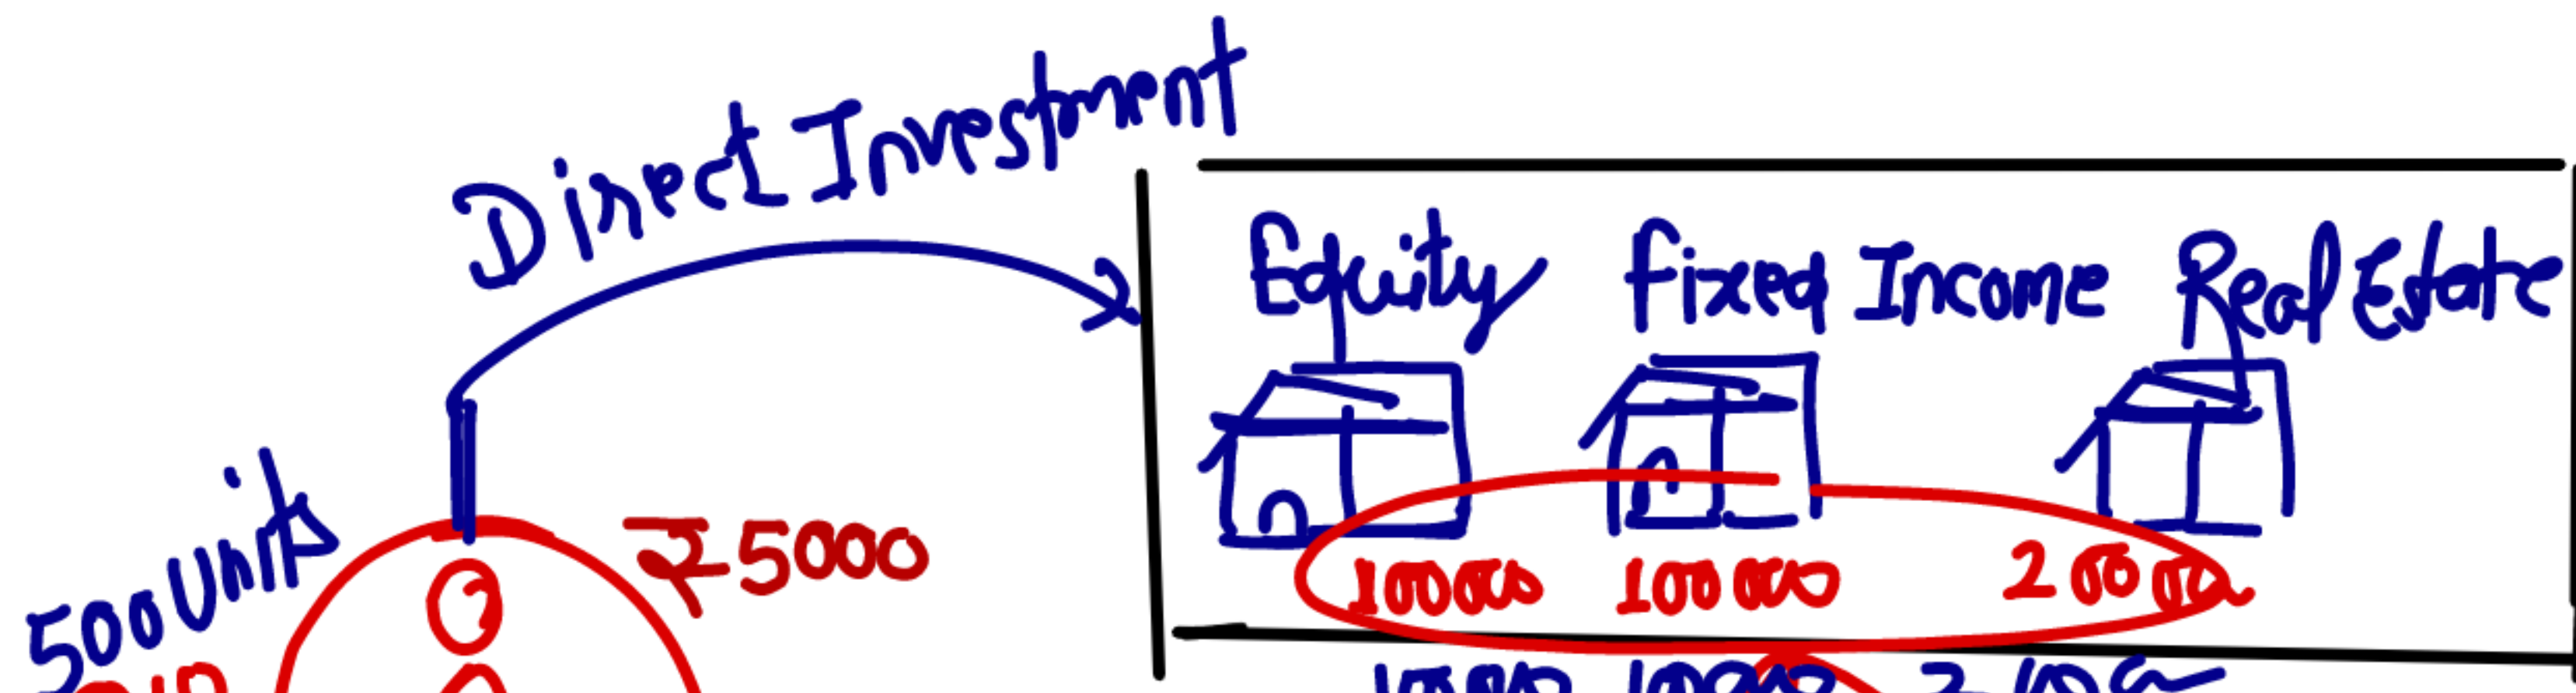 Direct Investment
Equity Fixed Income Real Estate
500 Units
₹5000
100000 100000 200000